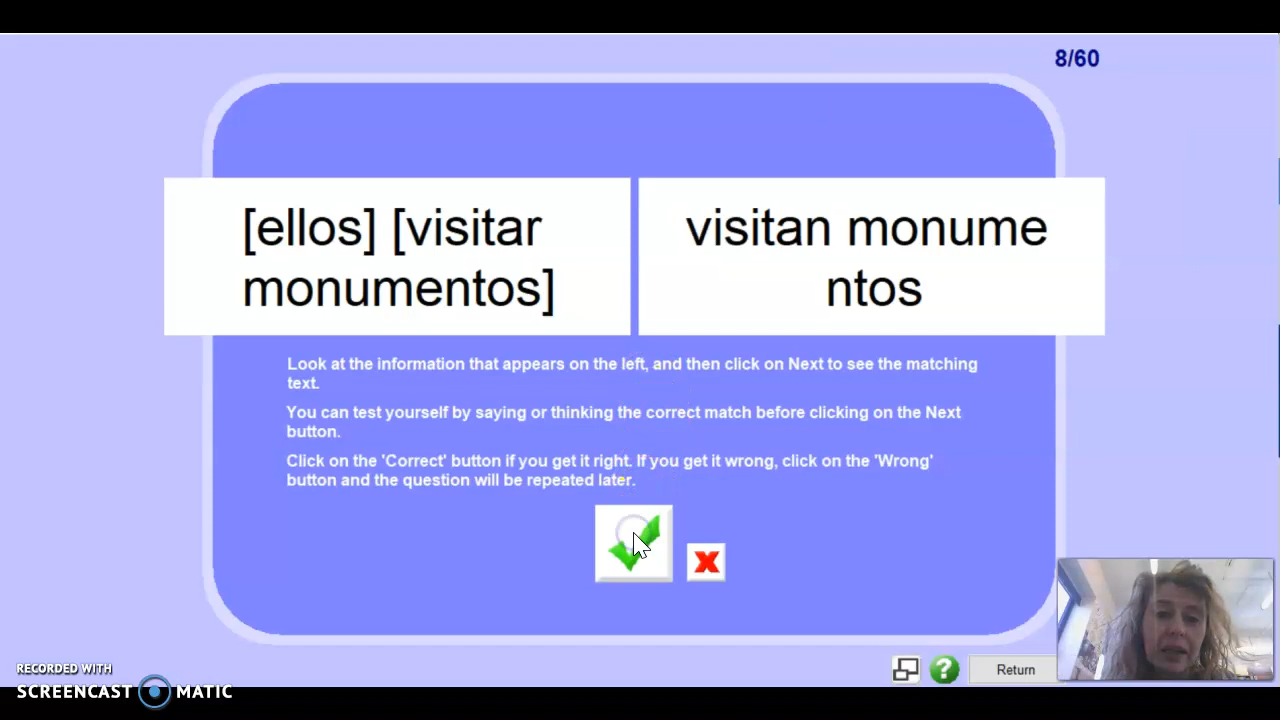 8/60
[ellos] [visitar
monumentos]
visitan monume
ntos
Look at the information that appears on the left, and then click on Next to see the matching
text.
You can test yourself by saying or thinking the correct match before clicking on the Next
button.
Click on the 'Correct' button if you get it right. If you get it wrong, click on the 'Wrong'
button and the question will be repeated later.
?
Return
RECORDED WITH
SCREENCAST MATIC